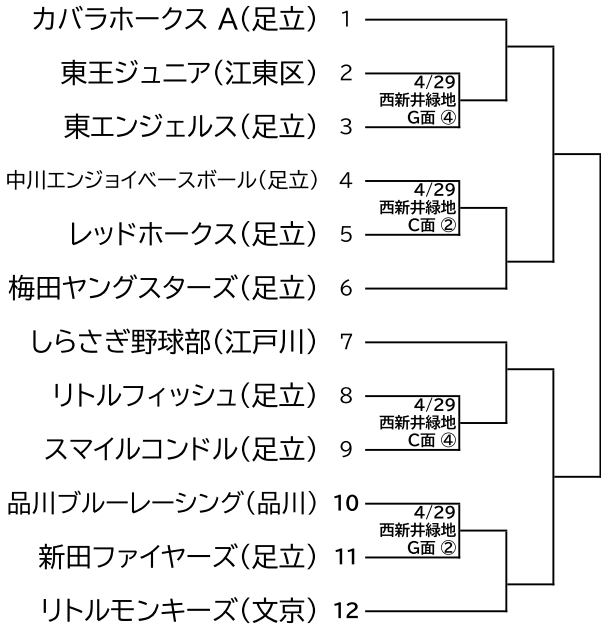 カバラホークス A(足立) 1
東王ジュニア(江東区) 2
4/29
西新井緑地
G面 ④
東エンジェルス(足立) 3
中川エンジョイベースボール(足立) 4
4/29
西新井緑地
C面 ②
レッドホークス(足立) 5
梅田ヤングスターズ(足立) 6
しらさぎ野球部(江戸川) 7
リトルフィッシュ(足立) 8
4/29
西新井緑地
C面 ④
スマイルコンドル(足立) 9
品川ブルーレーシング(品川) 10
4/29
西新井緑地
G面 ②
新田ファイヤーズ(足立) 11
リトルモンキーズ(文京) 12